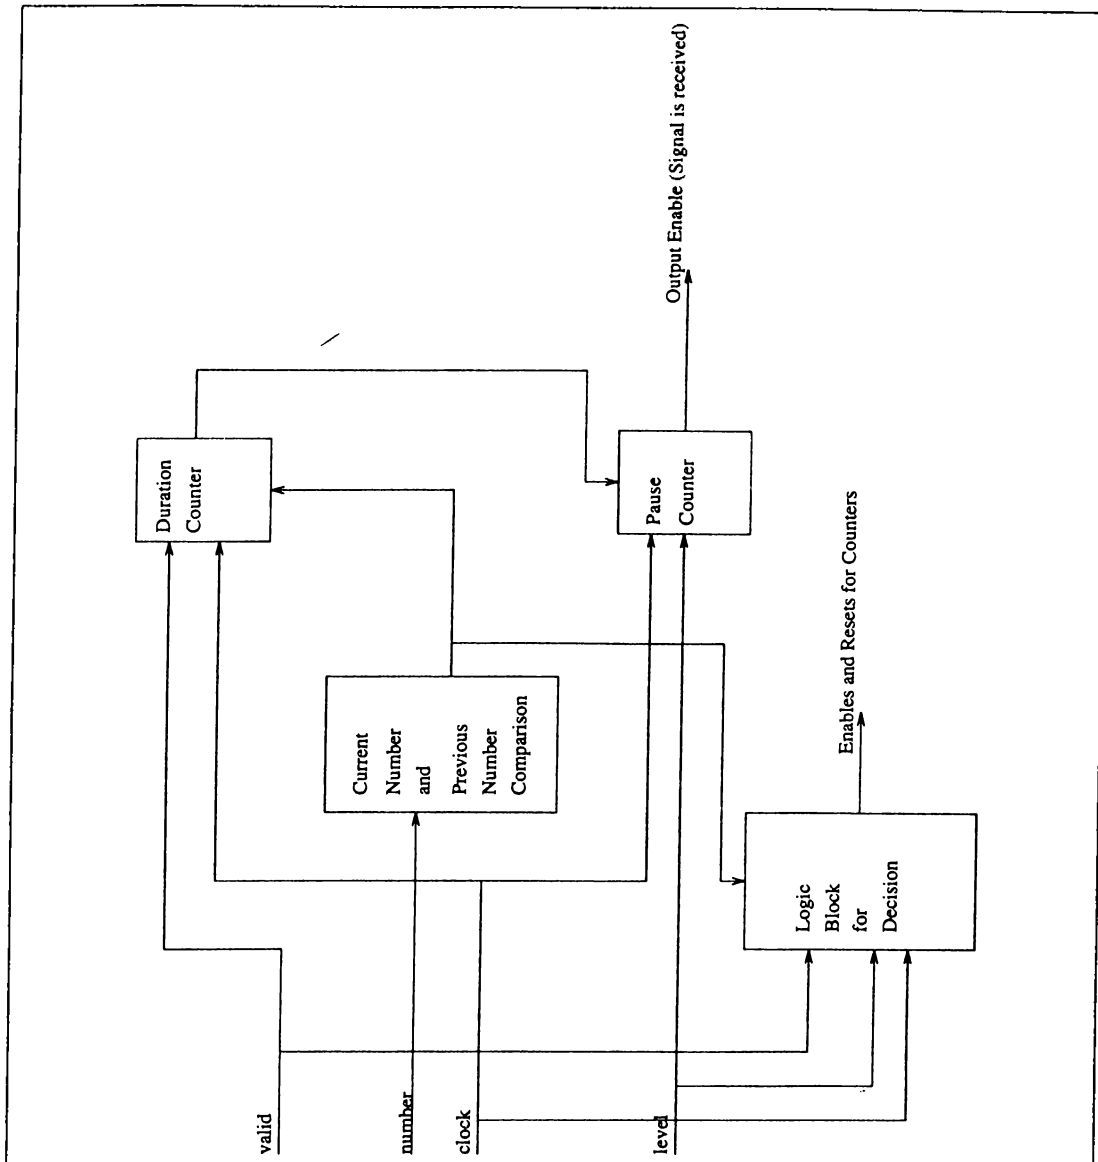 valid
number
clock
level
Duration
Counter
Current
Number
and
Previous
Number
Comparison
Pause
Counter
Logic
Block
for
Decision
Output Enable (Signal is received)
Enables and Resets for Counters